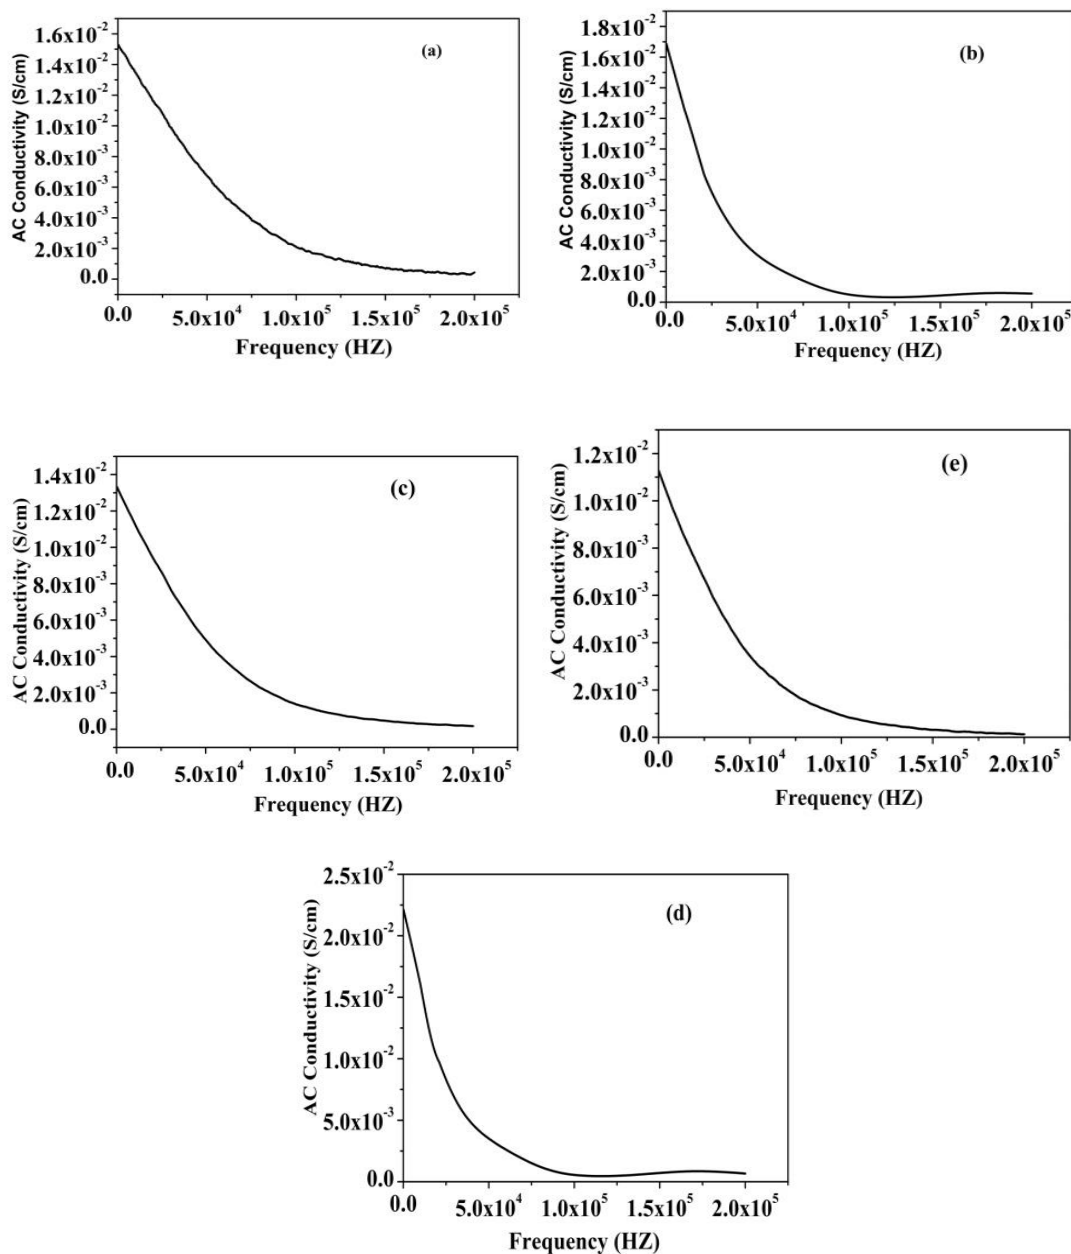 (a)
AC Conductivity (S/cm)
1.6x10⁻²
1.4x10⁻²
1.2x10⁻²
1.0x10⁻²
8.0x10⁻³
6.0x10⁻³
4.0x10⁻³
2.0x10⁻³
0.0
0.0 5.0x10⁴ 1.0x10⁵ 1.5x10⁵ 2.0x10⁵
Frequency (HZ)
(b)
AC Conductivity (S/cm)
1.8x10⁻²
1.6x10⁻²
1.4x10⁻²
1.2x10⁻²
1.0x10⁻²
8.0x10⁻³
6.0x10⁻³
4.0x10⁻³
2.0x10⁻³
0.0
0.0 5.0x10⁴ 1.0x10⁵ 1.5x10⁵ 2.0x10⁵
Frequency (HZ)
(c)
AC Conductivity (S/cm)
1.4x10⁻²
1.2x10⁻²
1.0x10⁻²
8.0x10⁻³
6.0x10⁻³
4.0x10⁻³
2.0x10⁻³
0.0
0.0 5.0x10⁴ 1.0x10⁵ 1.5x10⁵ 2.0x10⁵
Frequency (HZ)
(e)
AC Conductivity (S/cm)
1.2x10⁻²
1.0x10⁻²
8.0x10⁻³
6.0x10⁻³
4.0x10⁻³
2.0x10⁻³
0.0
0.0 5.0x10⁴ 1.0x10⁵ 1.5x10⁵ 2.0x10⁵
Frequency (HZ)
(d)
AC Conductivity (S/cm)
2.5x10⁻²
2.0x10⁻²
1.5x10⁻²
1.0x10⁻²
5.0x10⁻³
0.0
0.0 5.0x10⁴ 1.0x10⁵ 1.5x10⁵ 2.0x10⁵
Frequency (HZ)